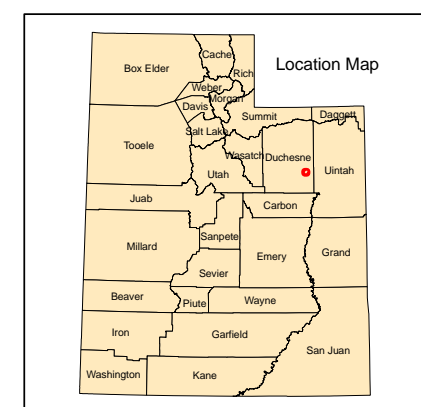 Location Map
Cache
Box Elder
Rich
Weber
Morgan
Davis
Summit
Daggett
Salt Lake
Tooele
Wasatch
Duchesne
Uintah
Utah
Juab
Carbon
Sanpete
Millard
Emery
Grand
Sevier
Beaver
Piute
Wayne
Iron
Garfield
San Juan
Washington
Kane